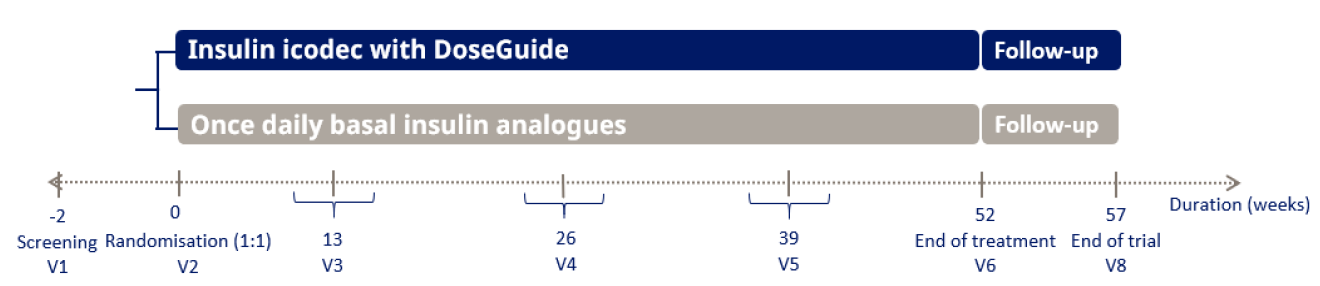 Insulin icodec with DoseGuide
Follow-up
Once daily basal insulin analogues
Follow-up
Duration (weeks)
-2
Screening
V1
0
Randomisation (1:1)
V2
13
V3
26
V4
39
V5
52
End of treatment
V6
57
End of trial
V8